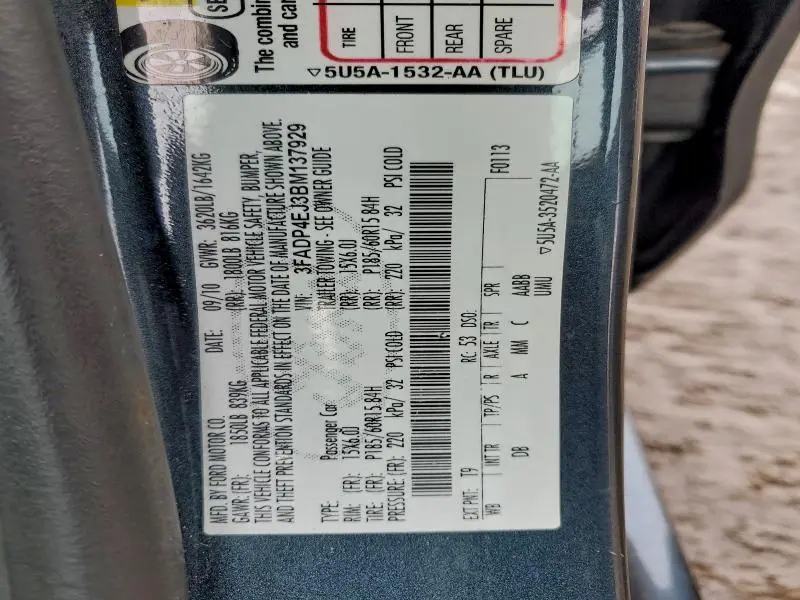 SE
The combin
and car
TIRE FRONT REAR SPARE
▽5U5A-1532-AA (TLU)
MFD. BY FORD MOTOR CO.
DATE: 09/10 GVWR: 3620LB/1642KG
GAWR: (FR): 1850LB 839KG (RR): 1800LB 816KG
THIS VEHICLE CONFORMS TO ALL APPLICABLE FEDERAL MOTOR VEHICLE SAFETY, BUMPER,
AND THEFT PREVENTION STANDARDS IN EFFECT ON THE DATE OF MANUFACTURE SHOWN ABOVE.
VIN: 3FADP4EJ3BM137929
TYPE: Passenger Car TRAILER TOWING - SEE OWNER GUIDE
RIM: (FR): 15X6.0J (RR): 15X6.0J
TIRE: (FR): P185/60R15 84H (RR): P185/60R15 84H
PRESSURE: (FR): 220 kPa/ 32 PSI COLD (RR): 220 kPa/ 32 PSI COLD
EXT PNT: T9 RC: 53 DSO: F0113
WB INT TR TP/PS R AXLE TR SPR
DB A MM C AABB
UMU
▽5U5A-3520472-AA